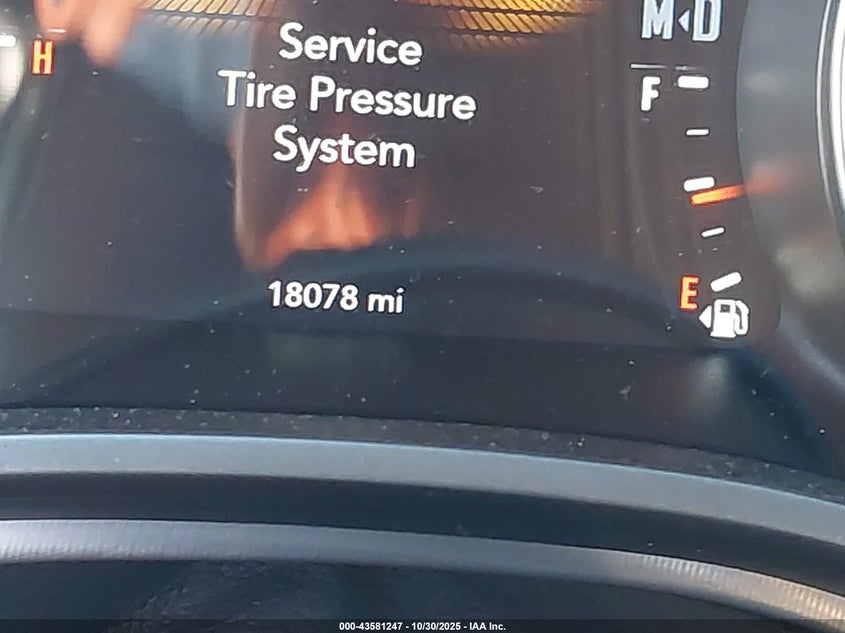 M◂D
H
Service
Tire Pressure
System
F
18078 mi
E
000-43581247 - 10/30/2025 - IAA Inc.